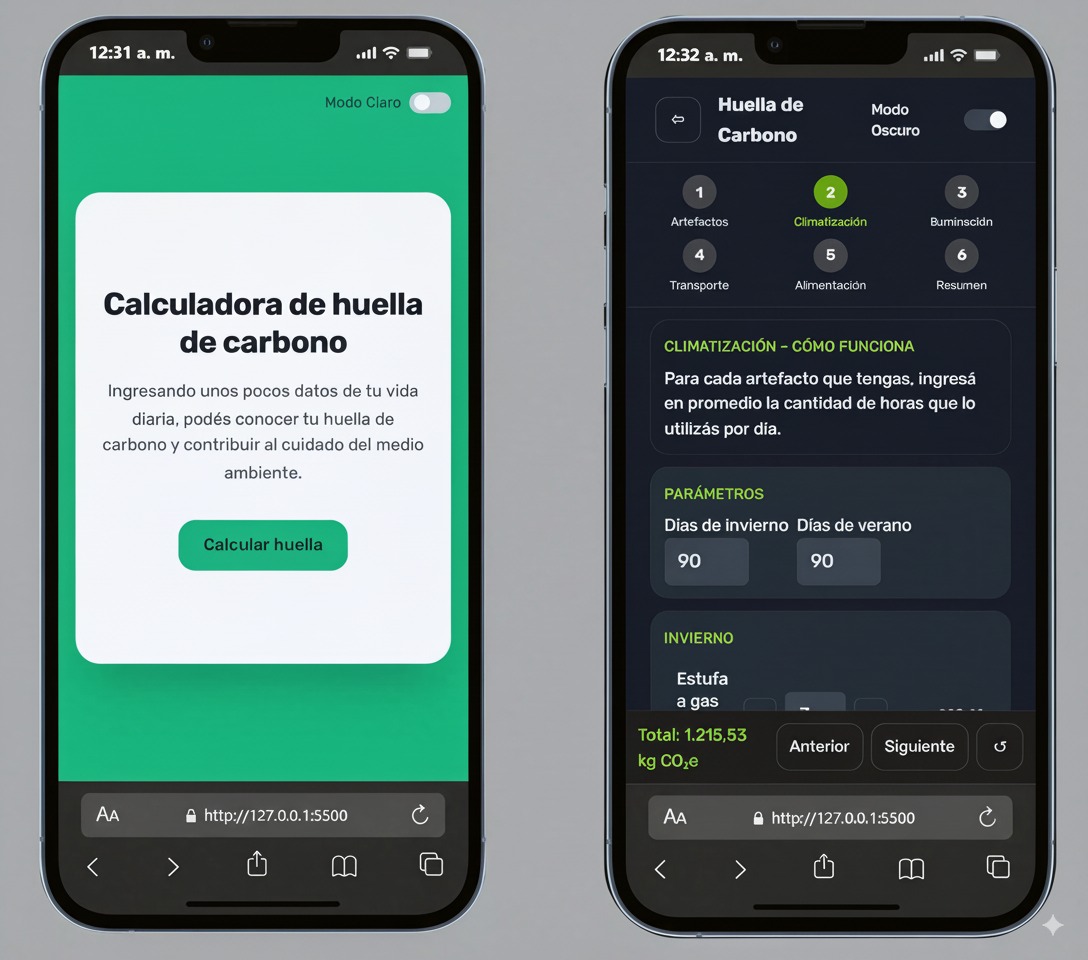 12:31 a. m.
Modo Claro
Calculadora de huella
de carbono
Ingresando unos pocos datos de tu vida
diaria, podés conocer tu huella de
carbono y contribuir al cuidado del medio
ambiente.
Calcular huella
AA
http://127.0.0.1:5500
12:32 a. m.
Huella de
Carbono
Modo
Oscuro
1 2 3
Artefactos Climatización Buminscidn
4 5 6
Transporte Alimentación Resumen
CLIMATIZACIÓN – CÓMO FUNCIONA
Para cada artefacto que tengas, ingresá
en promedio la cantidad de horas que lo
utilizás por día.
PARÁMETROS
Dias de invierno Días de verano
90 90
INVIERNO
Estufa
a gas
Total: 1.215,53
kg CO₂e
Anterior Siguiente
AA
http://127.0.0.1:5500